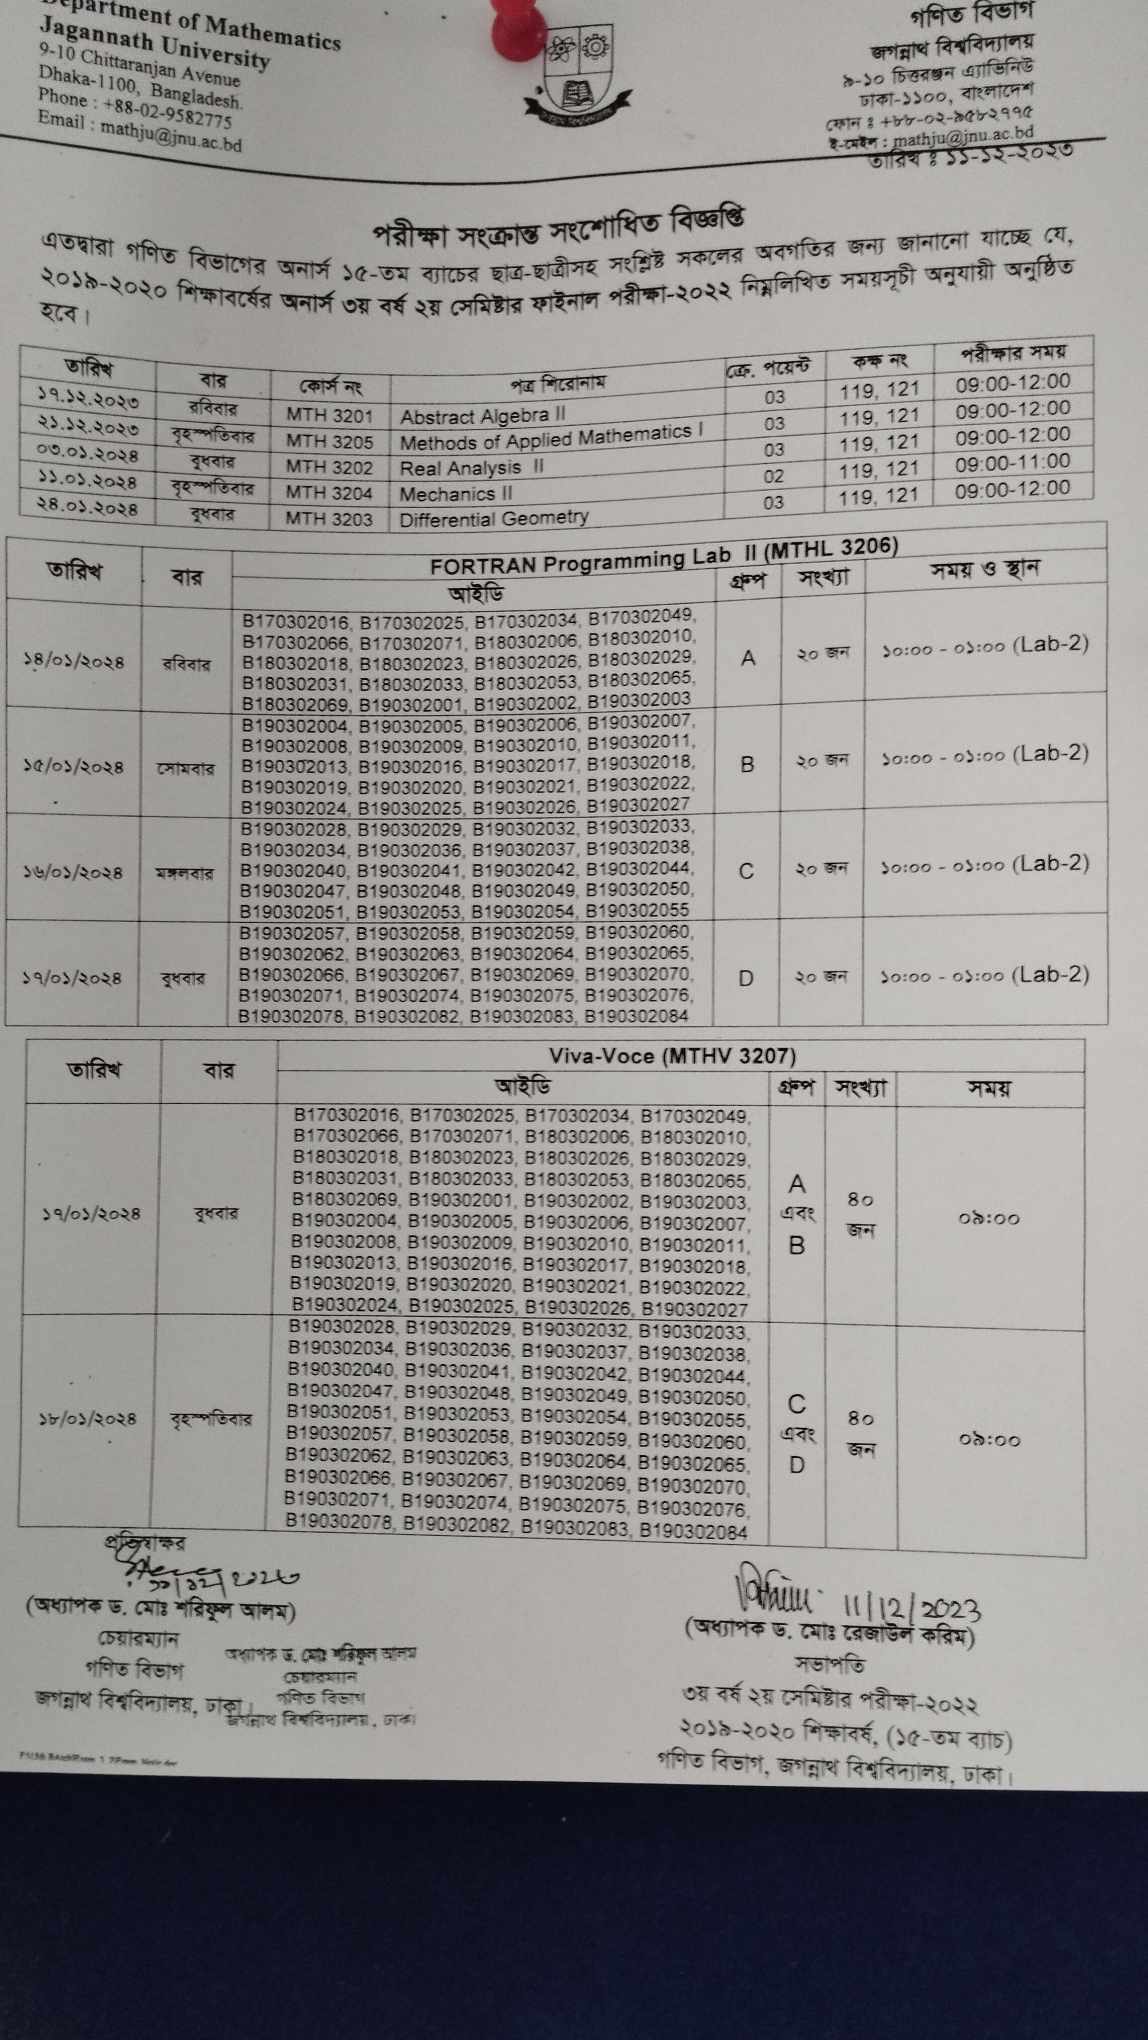 Department of Mathematics
Jagannath University
9-10 Chittaranjan Avenue
Dhaka-1100, Bangladesh.
Phone : +88-02-9582775
Email : mathju@jnu.ac.bd
গণিত বিভাগ
জগন্নাথ বিশ্ববিদ্যালয়
৯-১০ চিত্তরঞ্জন এ্যাভিনিউ
ঢাকা-১১০০, বাংলাদেশ
ফোন : +৮৮-০২-৯৫৮২৭৭৫
ই-মেইল : mathju@jnu.ac.bd
তারিখ : ১১-১২-২০২৩
পরীক্ষা সংক্রান্ত সংশোধিত বিজ্ঞপ্তি
এতদ্বারা গণিত বিভাগের অনার্স ১৫-তম ব্যাচের ছাত্র-ছাত্রীসহ সংশ্লিষ্ট সকলের অবগতির জন্য জানানো যাচ্ছে যে,
২০১৯-২০২০ শিক্ষাবর্ষের অনার্স ৩য় বর্ষ ২য় সেমিষ্টার ফাইনাল পরীক্ষা-২০২২ নিম্নলিখিত সময়সূচী অনুযায়ী অনুষ্ঠিত
হবে।
তারিখ বার কোর্স নং পত্র শিরোনাম ক্রে. পয়েন্ট কক্ষ নং পরীক্ষার সময়
১৭.১২.২০২৩ রবিবার MTH 3201 Abstract Algebra II 03 119, 121 09:00-12:00
২১.১২.২০২৩ বৃহস্পতিবার MTH 3205 Methods of Applied Mathematics I 03 119, 121 09:00-12:00
০৩.০১.২০২৪ বুধবার MTH 3202 Real Analysis II 03 119, 121 09:00-12:00
১১.০১.২০২৪ বৃহস্পতিবার MTH 3204 Mechanics II 02 119, 121 09:00-11:00
২৪.০১.২০২৪ বুধবার MTH 3203 Differential Geometry 03 119, 121 09:00-12:00
তারিখ বার FORTRAN Programming Lab II (MTHL 3206)
আইডি গ্রুপ সংখ্যা সময় ও স্থান
B170302016, B170302025, B170302034, B170302049,
B170302066, B170302071, B180302006, B180302010,
১৪/০১/২০২৪ রবিবার B180302018, B180302023, B180302026, B180302029, A ২০ জন ১০:০০ - ০১:০০ (Lab-2)
B180302031, B180302033, B180302053, B180302065,
B180302069, B190302001, B190302002, B190302003
B190302004, B190302005, B190302006, B190302007,
B190302008, B190302009, B190302010, B190302011,
১৫/০১/২০২৪ সোমবার B190302013, B190302016, B190302017, B190302018, B ২০ জন ১০:০০ - ০১:০০ (Lab-2)
B190302019, B190302020, B190302021, B190302022,
B190302024, B190302025, B190302026, B190302027
B190302028, B190302029, B190302032, B190302033,
B190302034, B190302036, B190302037, B190302038,
১৬/০১/২০২৪ মঙ্গলবার B190302040, B190302041, B190302042, B190302044, C ২০ জন ১০:০০ - ০১:০০ (Lab-2)
B190302047, B190302048, B190302049, B190302050,
B190302051, B190302053, B190302054, B190302055
B190302057, B190302058, B190302059, B190302060,
B190302062, B190302063, B190302064, B190302065,
১৭/০১/২০২৪ বুধবার B190302066, B190302067, B190302069, B190302070, D ২০ জন ১০:০০ - ০১:০০ (Lab-2)
B190302071, B190302074, B190302075, B190302076,
B190302078, B190302082, B190302083, B190302084
তারিখ বার Viva-Voce (MTHV 3207)
আইডি গ্রুপ সংখ্যা সময়
B170302016, B170302025, B170302034, B170302049,
B170302066, B170302071, B180302006, B180302010,
B180302018, B180302023, B180302026, B180302029,
B180302031, B180302033, B180302053, B180302065, A
B180302069, B190302001, B190302002, B190302003, ৪০
১৭/০১/২০২৪ বুধবার B190302004, B190302005, B190302006, B190302007, এবং ০৯:০০
B190302008, B190302009, B190302010, B190302011, B জন
B190302013, B190302016, B190302017, B190302018,
B190302019, B190302020, B190302021, B190302022,
B190302024, B190302025, B190302026, B190302027
B190302028, B190302029, B190302032, B190302033,
B190302034, B190302036, B190302037, B190302038,
B190302040, B190302041, B190302042, B190302044,
B190302047, B190302048, B190302049, B190302050, C
১৮/০১/২০২৪ বৃহস্পতিবার B190302051, B190302053, B190302054, B190302055, ৪০
B190302057, B190302058, B190302059, B190302060, এবং ০৯:০০
B190302062, B190302063, B190302064, B190302065, D জন
B190302066, B190302067, B190302069, B190302070,
B190302071, B190302074, B190302075, B190302076,
B190302078, B190302082, B190302083, B190302084
১১/১২/২০২৩
(অধ্যাপক ড. মোঃ শরিফুল আলম)
চেয়ারম্যান
গণিত বিভাগ
জগন্নাথ বিশ্ববিদ্যালয়, ঢাকা।
অধ্যাপক ড. মোঃ শরিফুল আলম
চেয়ারম্যান
গণিত বিভাগ
জগন্নাথ বিশ্ববিদ্যালয়, ঢাকা
11/12/2023
(অধ্যাপক ড. মোঃ রেজাউল করিম)
সভাপতি
৩য় বর্ষ ২য় সেমিষ্টার পরীক্ষা-২০২২
২০১৯-২০২০ শিক্ষাবর্ষ, (১৫-তম ব্যাচ)
গণিত বিভাগ, জগন্নাথ বিশ্ববিদ্যালয়, ঢাকা।